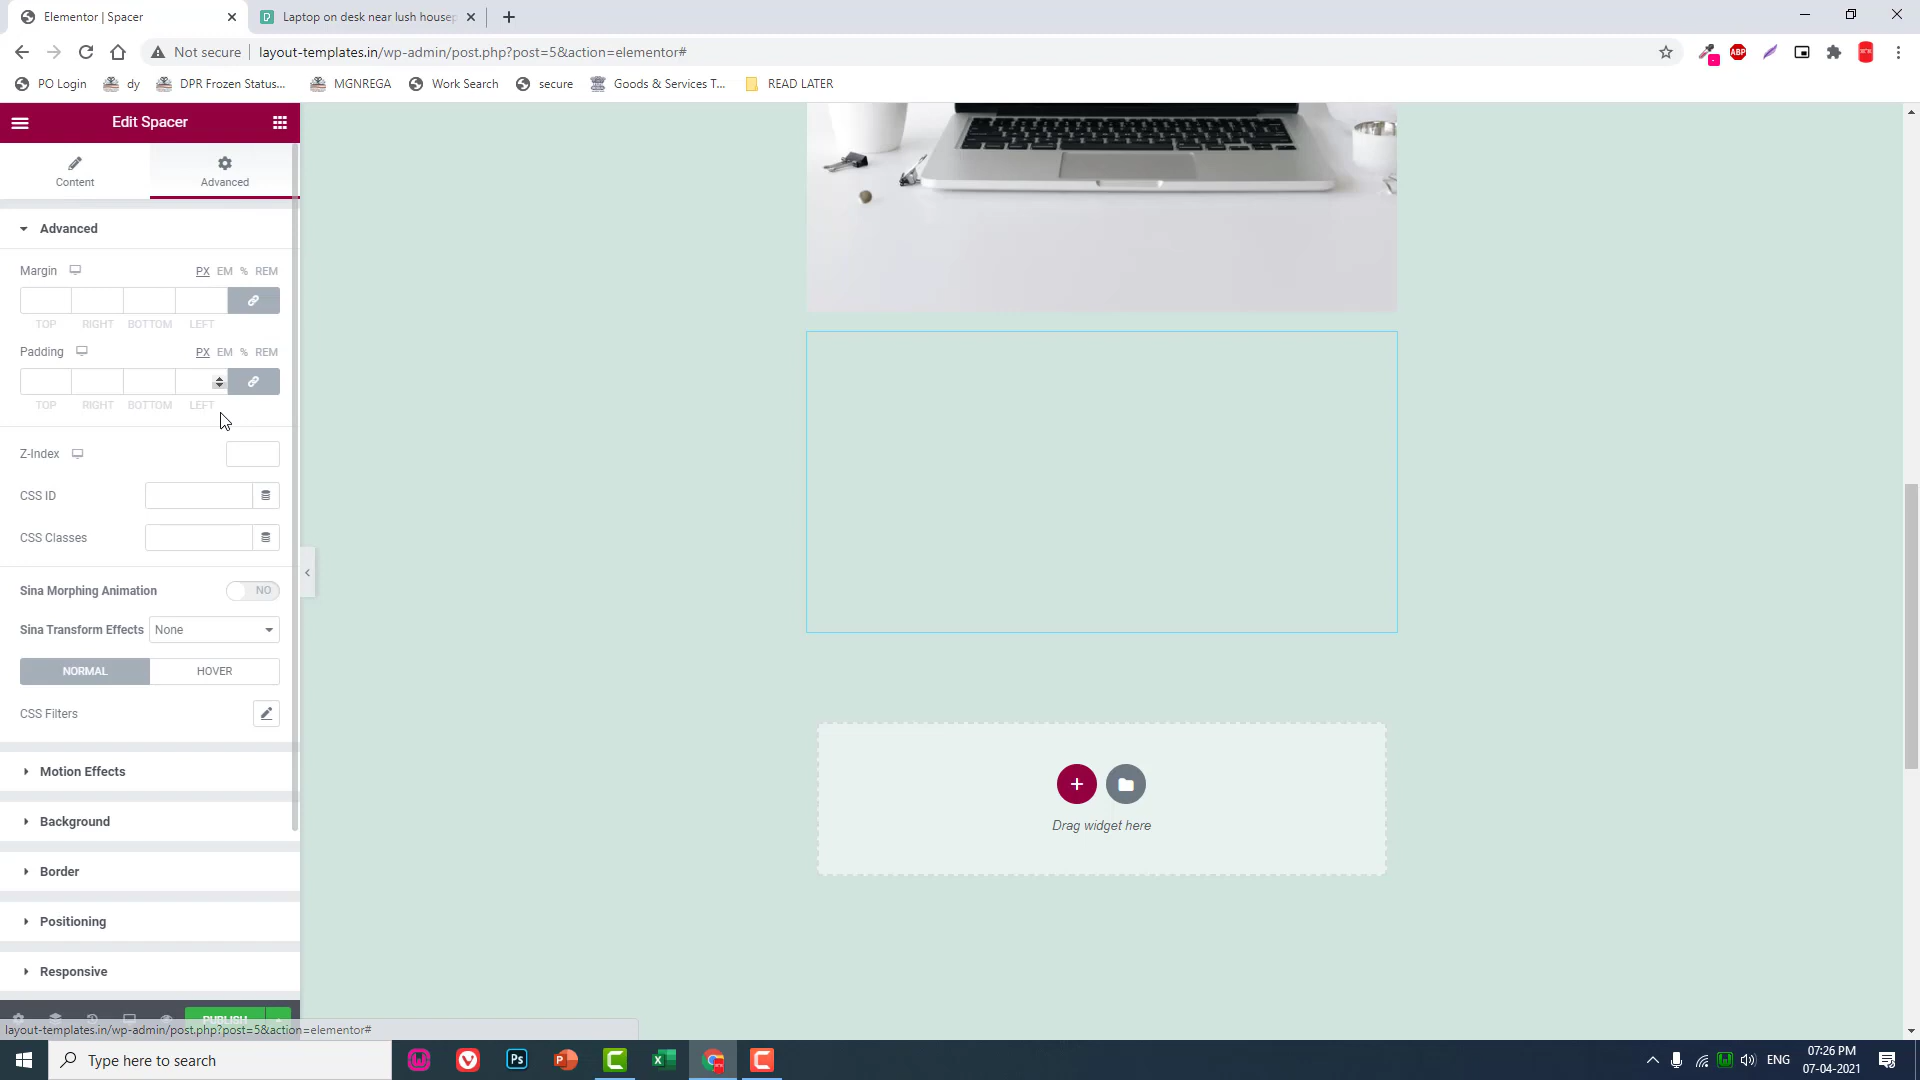 Elementor | Spacer
Laptop on desk near lush housep
Not secure
layout-templates.in/wp-admin/post.php?post=5&action=elementor#
ABP
PO Login
dy
DPR Frozen Status...
MGNREGA
Work Search
secure
Goods & Services T...
READ LATER
Edit Spacer
Content
Advanced
Advanced
Margin
PX EM % REM
TOP RIGHT BOTTOM LEFT
Padding
PX EM % REM
TOP RIGHT BOTTOM LEFT
Z-Index
CSS ID
CSS Classes
Sina Morphing Animation
NO
Sina Transform Effects
None
NORMAL
HOVER
CSS Filters
Motion Effects
Background
Border
Positioning
Responsive
Drag widget here
PUBLISH
layout-templates.in/wp-admin/post.php?post=5&action=elementor#
Type here to search
Ps
ENG
07:26 PM
07-04-2021